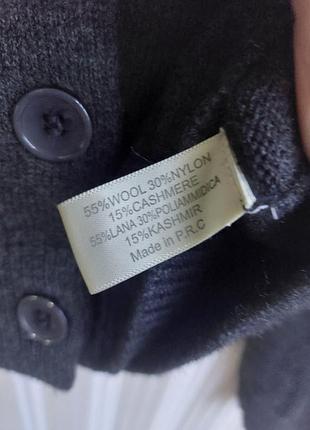 55%WOOL 30%NYLON
15%CASHMERE
55%LANA 30%POLIAMMIDICA
15%KASHMIR
Made in P.R.C